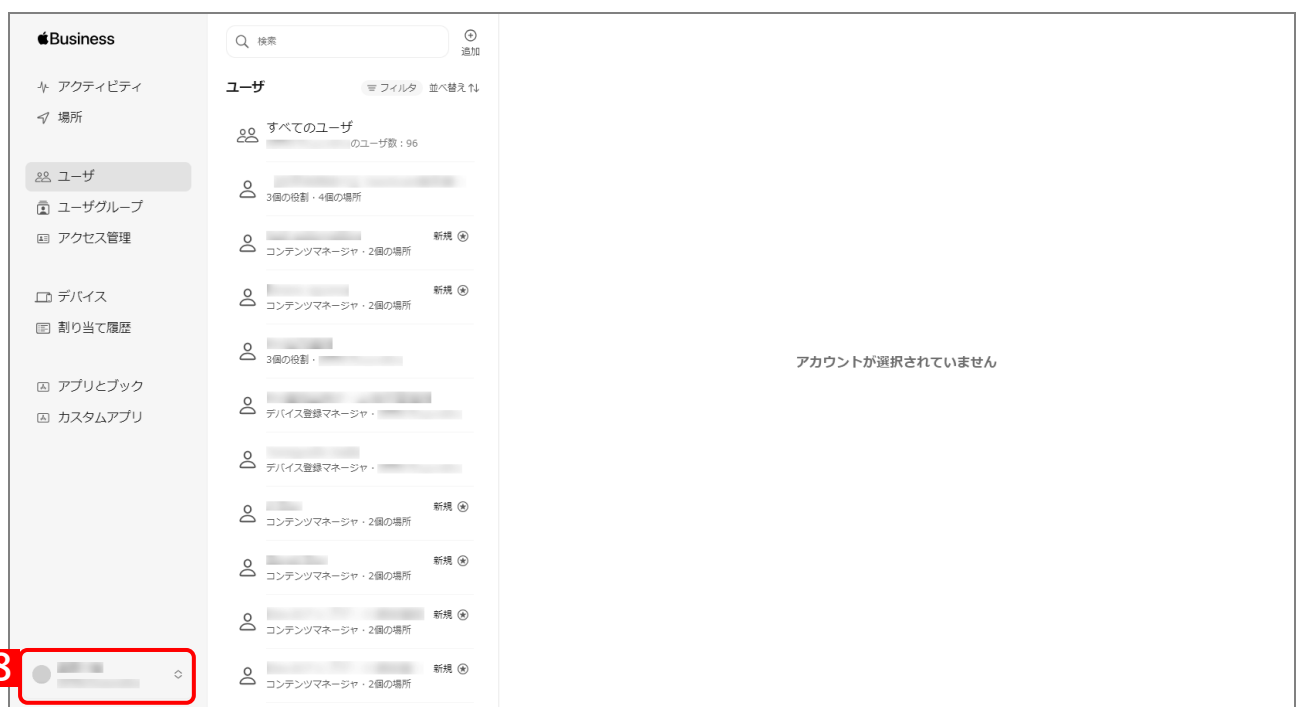 Business
アクティビティ
場所
ユーザ
ユーザグループ
アクセス管理
デバイス
割り当て履歴
アプリとブック
カスタムアプリ
8
検索
追加
ユーザ
フィルタ 並べ替え
すべてのユーザ
のユーザ数：96
3個の役割・4個の場所
新規
コンテンツマネージャ・2個の場所
新規
コンテンツマネージャ・2個の場所
3個の役割・
デバイス登録マネージャ・
デバイス登録マネージャ・
新規
コンテンツマネージャ・2個の場所
新規
コンテンツマネージャ・2個の場所
新規
コンテンツマネージャ・2個の場所
新規
コンテンツマネージャ・2個の場所
アカウントが選択されていません